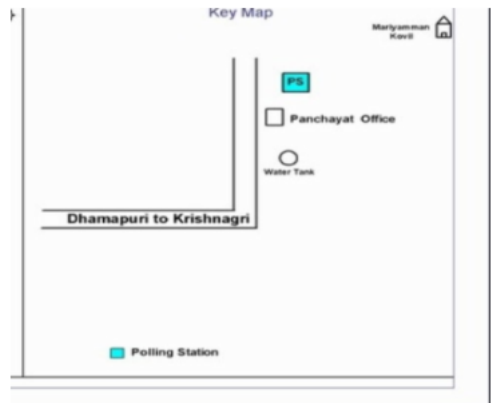 Key Map
Mariyamman
Kovil
PS
Panchayat Office
Water Tank
Dhamapuri to Krishnagri
Polling Station